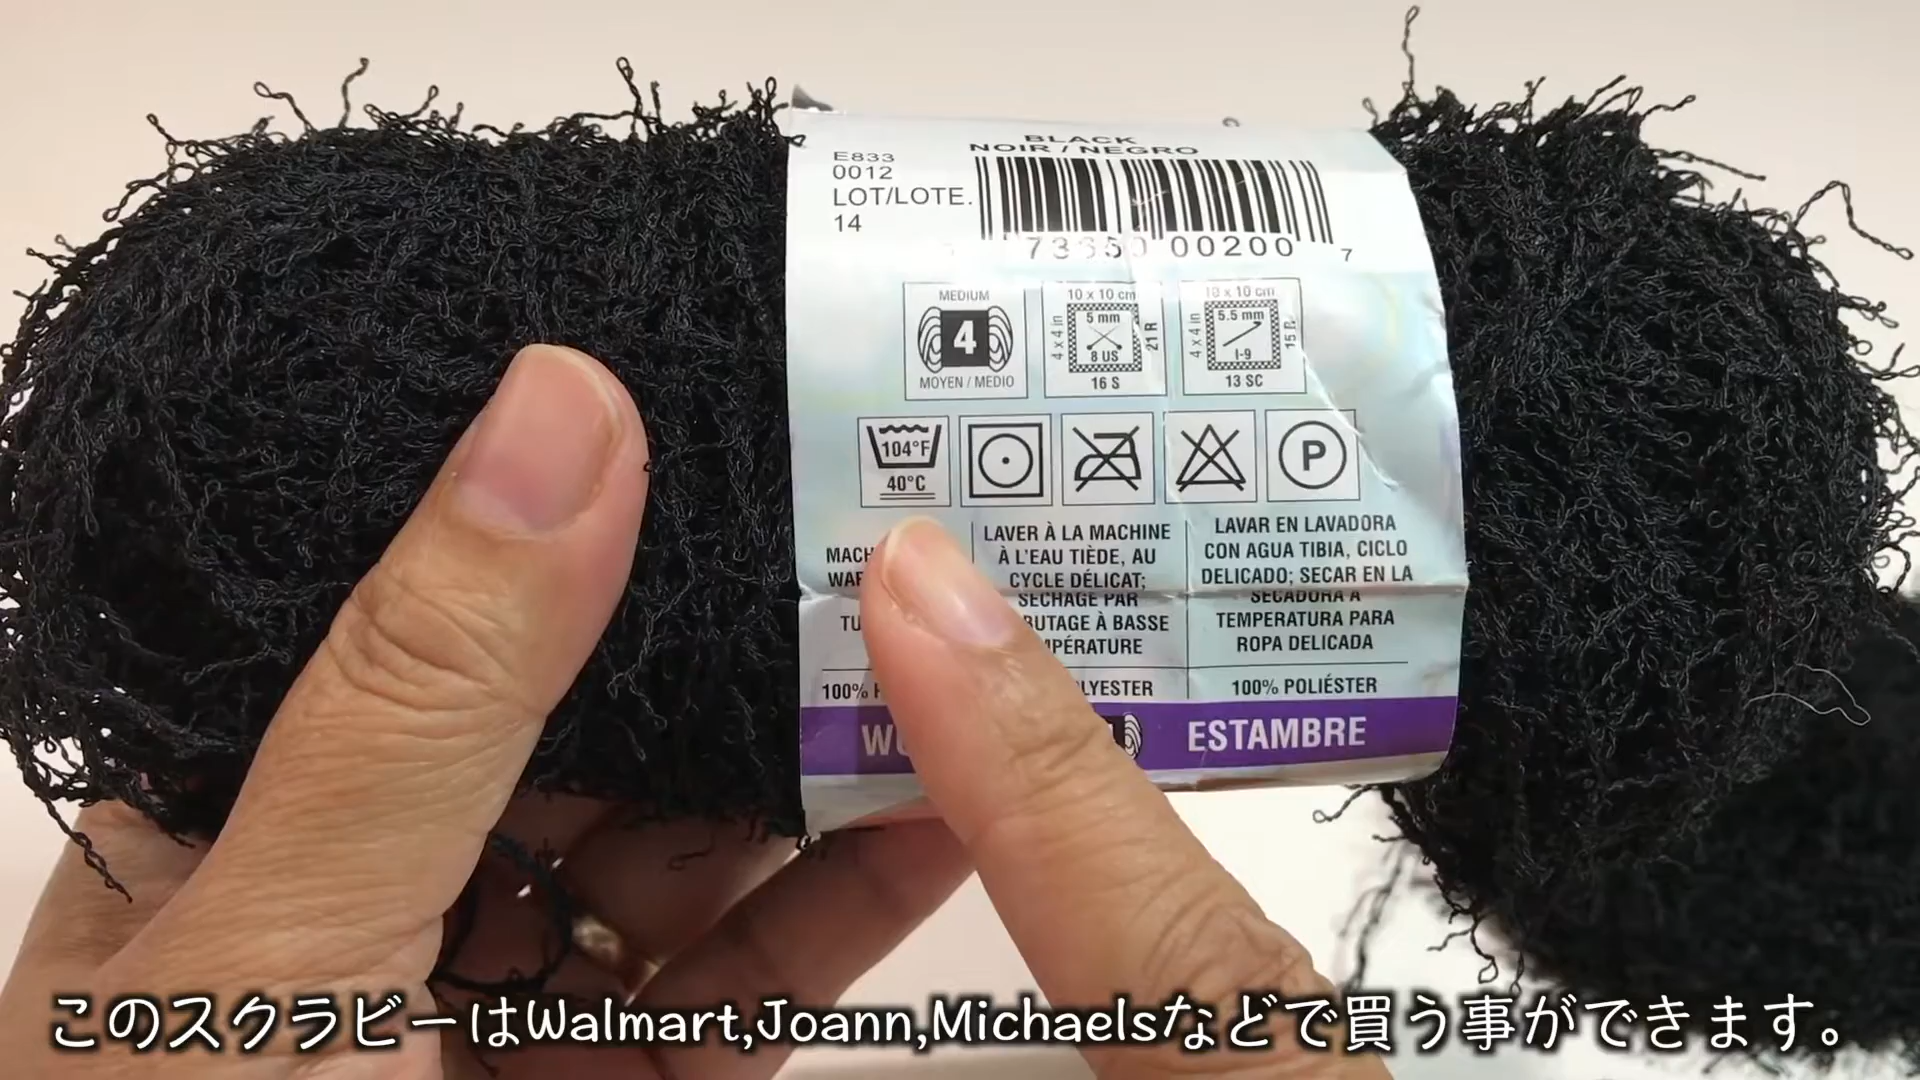 BLACK
NOIR / NEGRO
E833
0012
LOT/LOTE.
14
73650 00200 7
MEDIUM
4
MOYEN / MEDIO
10 x 10 cm
4 x 4 in
5 mm
8 US
21 R
16 S
10 x 10 cm
4 x 4 in
5.5 mm
I-9
15 R
13 SC
104°F
40°C
P
LAVER À LA MACHINE
À L'EAU TIÈDE, AU
CYCLE DÉLICAT;
SÉCHAGE PAR
BASSE
LAVAR EN LAVADORA
CON AGUA TIBIA, CICLO
DELICADO; SECAR EN LA
SECADORA A
TEMPERATURA PARA
ROPA DELICADA
100%
100% POLIÉSTER
ESTAMBRE
このスクラビーはWalmart,Joann,Michaelsなどで買う事ができます。